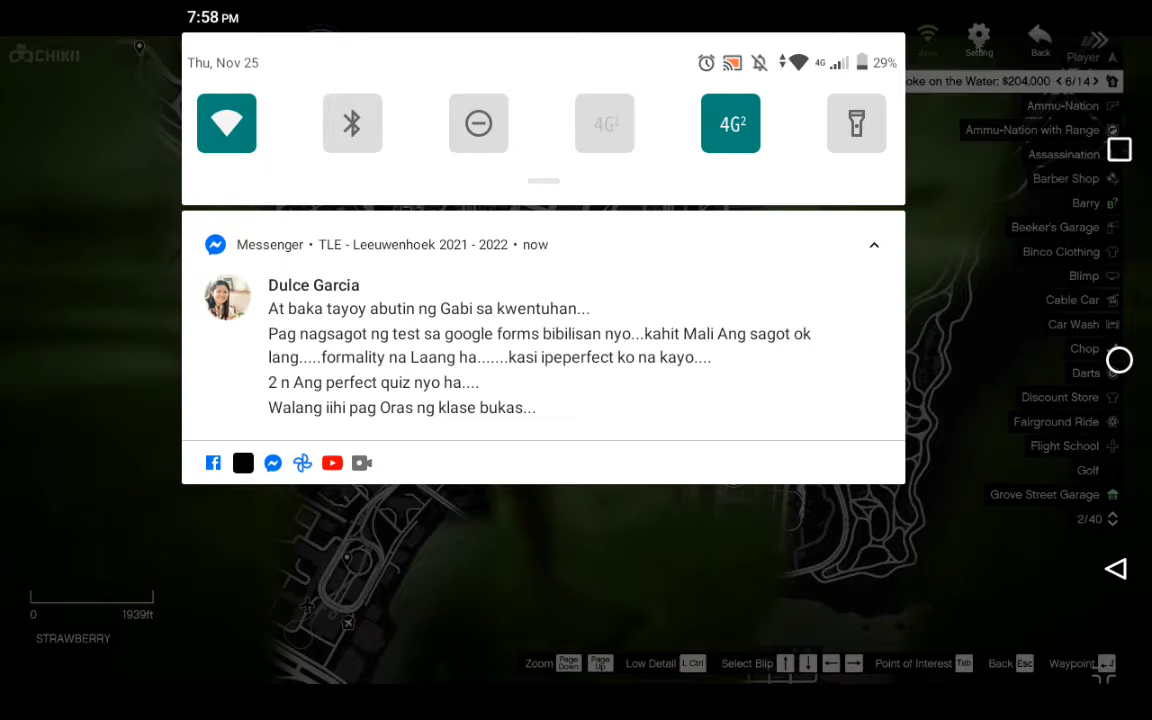 7:58 PM
CHIKII
Thu, Nov 25
4G
29%
4G¹
4G²
Setting
Back
Player
oke on the Water: $204,000 < 6/14 >
Ammu-Nation
Ammu-Nation with Range
Assassination
Barber Shop
Barry
Beeker's Garage
Binco Clothing
Blimp
Cable Car
Car Wash
Chop
Darts
Discount Store
Fairground Ride
Flight School
Golf
Grove Street Garage
2/40
Messenger • TLE - Leeuwenhoek 2021 - 2022 • now
Dulce Garcia
At baka tayoy abutin ng Gabi sa kwentuhan...
Pag nagsagot ng test sa google forms bibilisan nyo...kahit Mali Ang sagot ok
lang.....formality na Laang ha.......kasi ipeperfect ko na kayo....
2 n Ang perfect quiz nyo ha....
Walang iihi pag Oras ng klase bukas...
0 1939ft
STRAWBERRY
Zoom Page Down Page Up Low Detail L Ctrl Select Blip ↑ ↓ ← → Point of Interest Tab Back Esc Waypoint